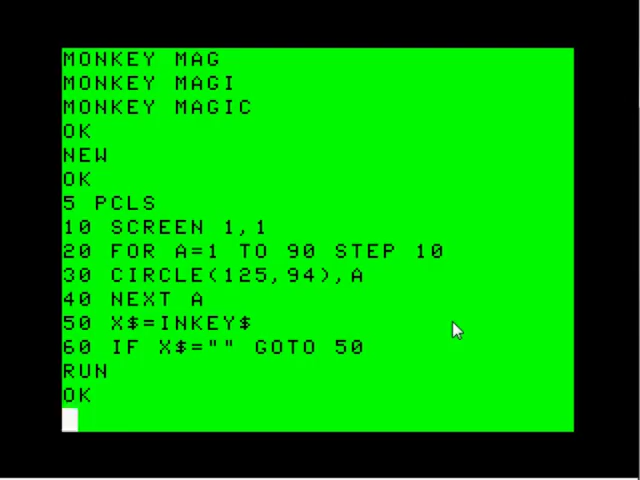 MONKEY MAG
MONKEY MAGI
MONKEY MAGIC
OK
NEW
OK
5 PCLS
10 SCREEN 1,1
20 FOR A=1 TO 90 STEP 10
30 CIRCLE(125,94),A
40 NEXT A
50 X$=INKEY$
60 IF X$="" GOTO 50
RUN
OK